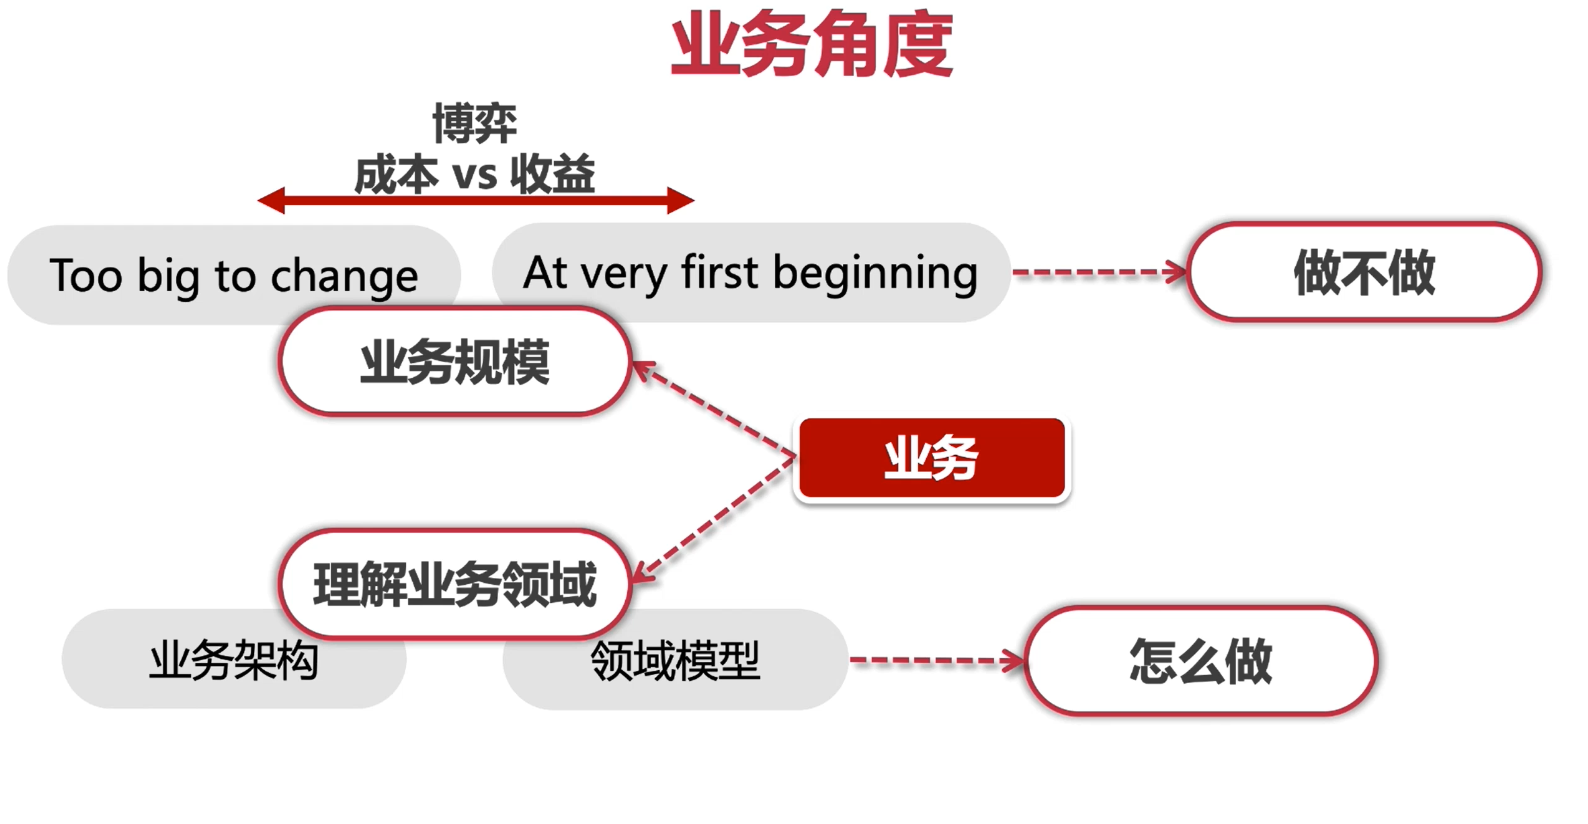 业务角度
博弈
成本 vs 收益
Too big to change
At very first beginning
做不做
业务规模
业务
理解业务领域
业务架构
领域模型
怎么做